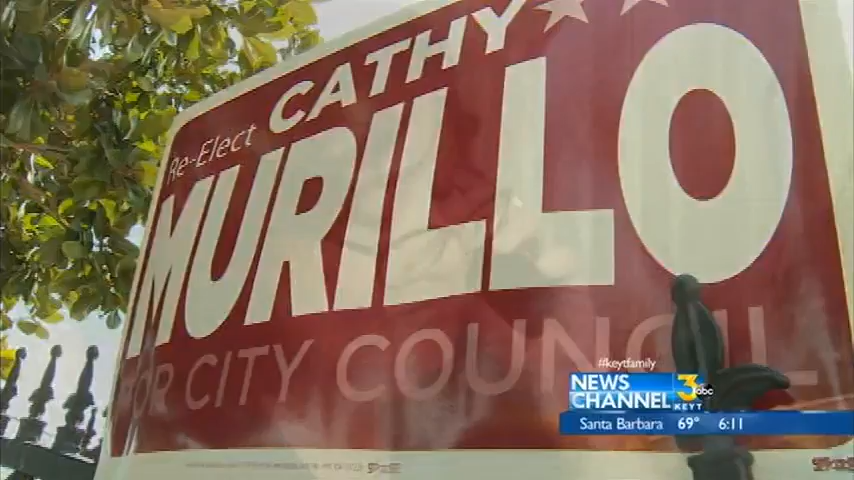 Re-Elect CATHY
MURILLO
FOR CITY COUNCIL
#keytfamily
NEWS
CHANNEL 3 abc
KEYT
Santa Barbara 69° 6:11